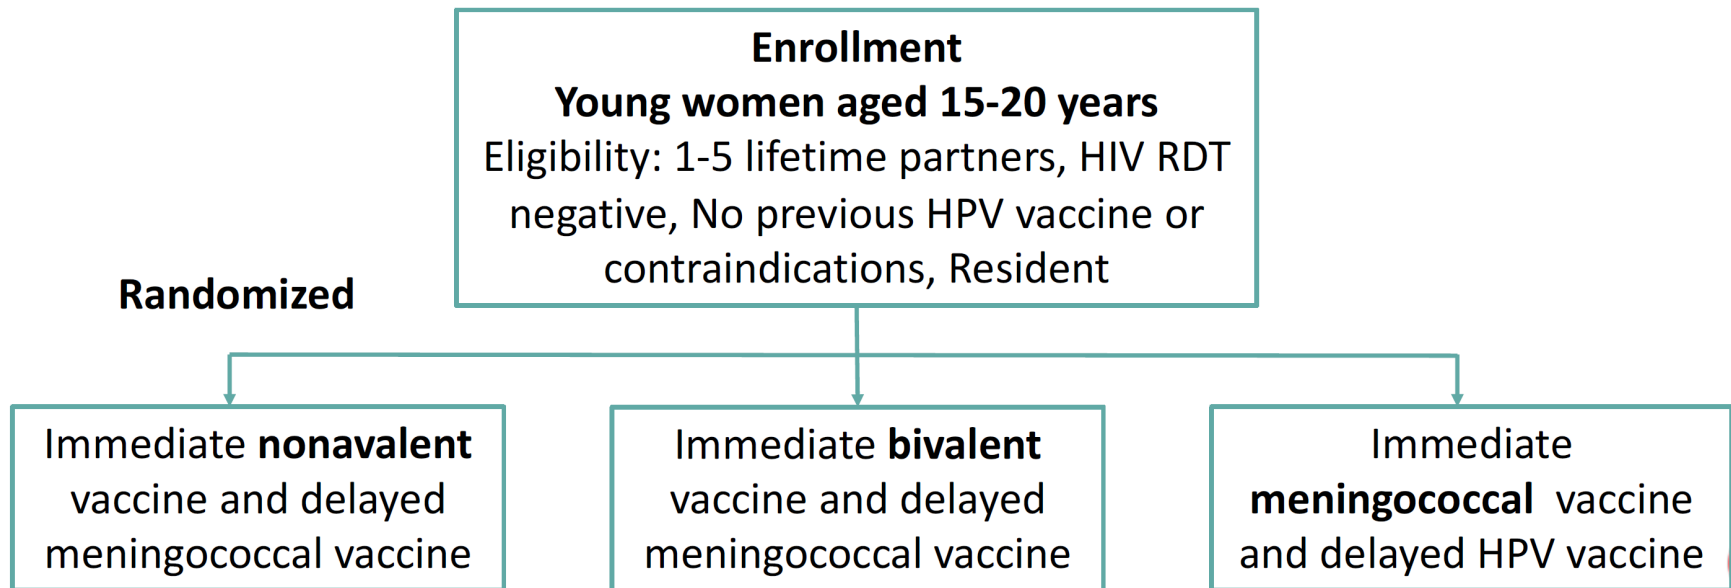 Enrollment
Young women aged 15-20 years
Eligibility: 1-5 lifetime partners, HIV RDT
negative, No previous HPV vaccine or
contraindications, Resident
Randomized
Immediate nonavalent
vaccine and delayed
meningococcal vaccine
Immediate bivalent
vaccine and delayed
meningococcal vaccine
Immediate
meningococcal vaccine
and delayed HPV vaccine